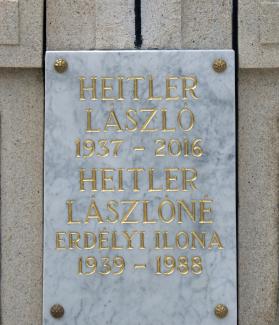 HEITLER
LÁSZLÓ
1937 - 2016
HEITLER
LÁSZLÓNÉ
ERDÉLYI ILONA
1939 - 1988